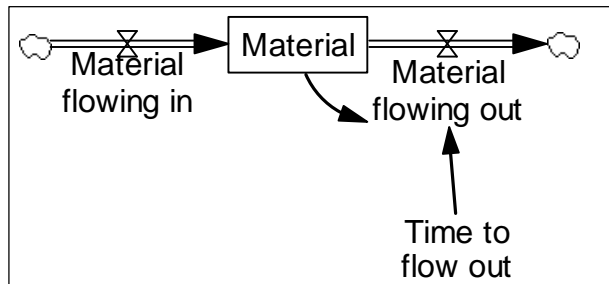 Material
Material
flowing in
Material
flowing out
Time to
flow out